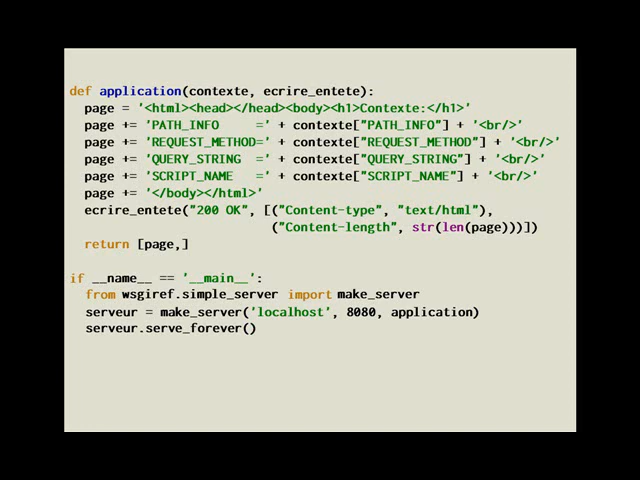 def application(contexte, ecrire_entete):
  page = '<html><head></head><body><h1>Contexte:</h1>'
  page += 'PATH_INFO     =' + contexte["PATH_INFO"] + '<br/>'
  page += 'REQUEST_METHOD=' + contexte["REQUEST_METHOD"] + '<br/>'
  page += 'QUERY_STRING  =' + contexte["QUERY_STRING"] + '<br/>'
  page += 'SCRIPT_NAME   =' + contexte["SCRIPT_NAME"] + '<br/>'
  page += '</body></html>'
  ecrire_entete("200 OK", [("Content-type", "text/html"),
                           ("Content-length", str(len(page)))])
  return [page,]
if __name__ == '__main__':
  from wsgiref.simple_server import make_server
  serveur = make_server('localhost', 8080, application)
  serveur.serve_forever()